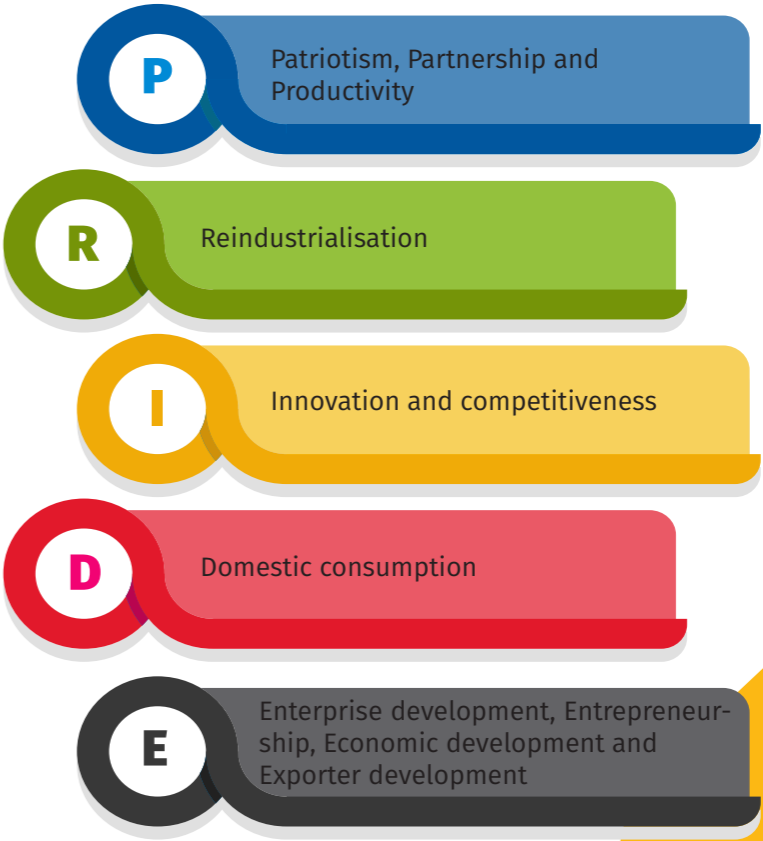 P
Patriotism, Partnership and
Productivity
R
Reindustrialisation
I
Innovation and competitiveness
D
Domestic consumption
E
Enterprise development, Entrepreneur-
ship, Economic development and
Exporter development